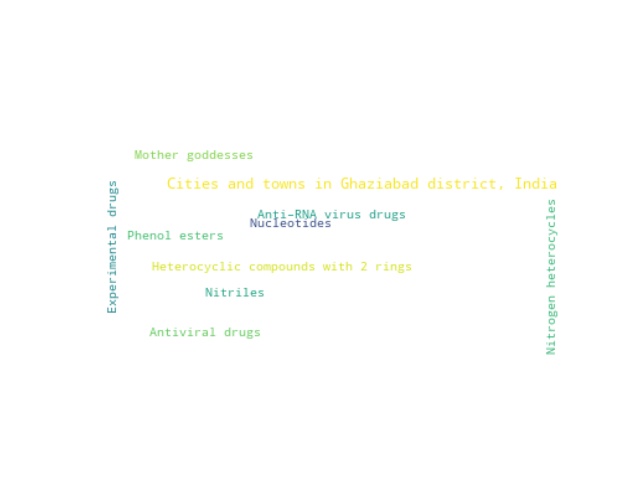 Mother goddesses
Cities and towns in Ghaziabad district, India
Experimental drugs
Anti-RNA virus drugs
Nucleotides
Phenol esters
Heterocyclic compounds with 2 rings
Nitriles
Antiviral drugs
Nitrogen heterocycles